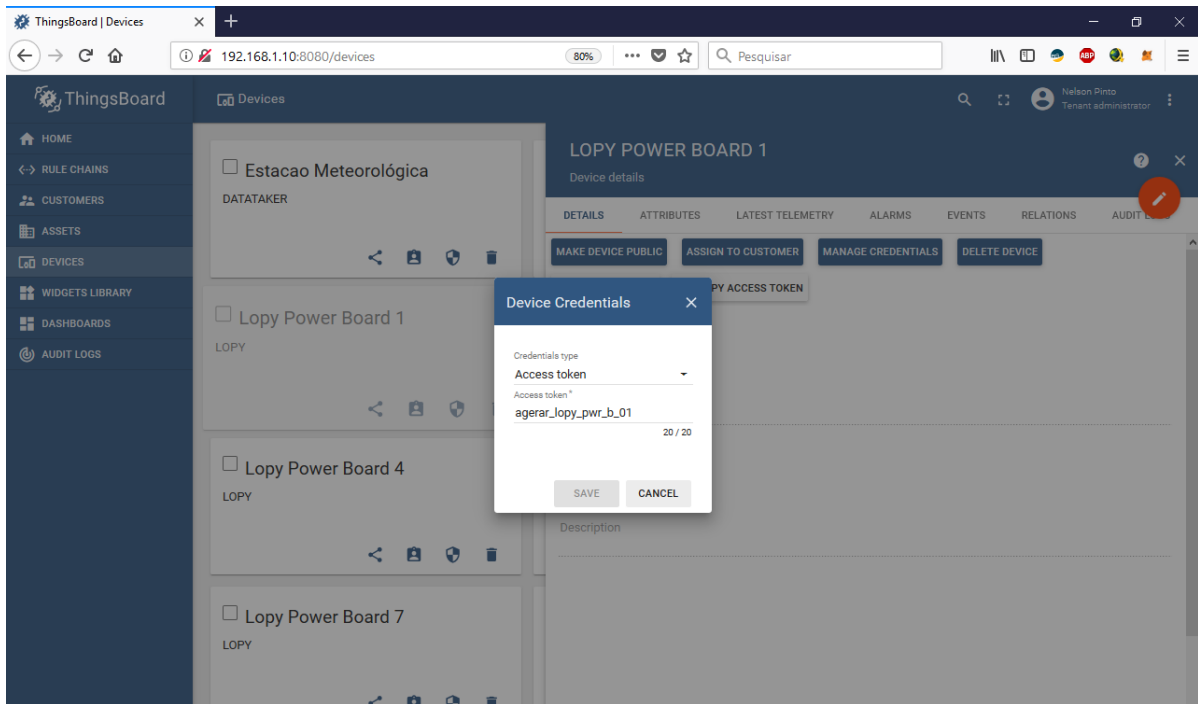 ThingsBoard | Devices
192.168.1.10:8080/devices
80%
Pesquisar
ABP
ThingsBoard
Devices
Nelson Pinto
Tenant administrator
HOME
RULE CHAINS
CUSTOMERS
ASSETS
DEVICES
WIDGETS LIBRARY
DASHBOARDS
AUDIT LOGS
Estacao Meteorológica
DATATAKER
Lopy Power Board 1
LOPY
Lopy Power Board 4
LOPY
Lopy Power Board 7
LOPY
LOPY POWER BOARD 1
Device details
DETAILS ATTRIBUTES LATEST TELEMETRY ALARMS EVENTS RELATIONS AUDIT
MAKE DEVICE PUBLIC ASSIGN TO CUSTOMER MANAGE CREDENTIALS DELETE DEVICE
ACCESS TOKEN
Description
Device Credentials
Credentials type
Access token
Access token *
agerar_lopy_pwr_b_01
20 / 20
SAVE CANCEL